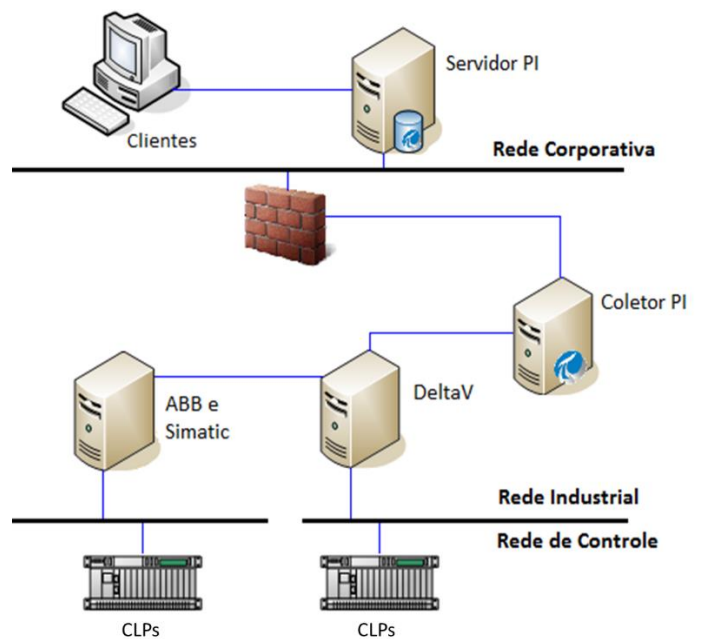 Servidor PI
Clientes
Rede Corporativa
Coletor PI
ABB e
Simatic
DeltaV
Rede Industrial
Rede de Controle
CLPs
CLPs